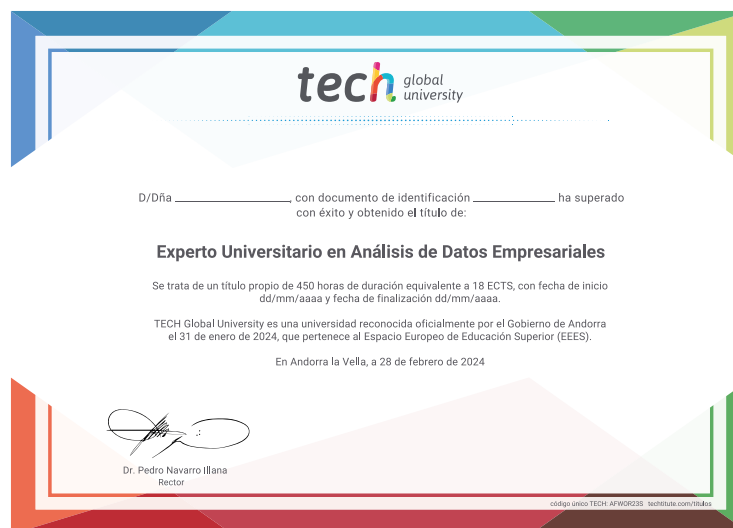 tech global
university
D/Dña ______________, con documento de identificación __________ ha superado
con éxito y obtenido el título de:
Experto Universitario en Análisis de Datos Empresariales
Se trata de un título propio de 450 horas de duración equivalente a 18 ECTS, con fecha de inicio
dd/mm/aaaa y fecha de finalización dd/mm/aaaa.
TECH Global University es una universidad reconocida oficialmente por el Gobierno de Andorra
el 31 de enero de 2024, que pertenece al Espacio Europeo de Educación Superior (EEES).
En Andorra la Vella, a 28 de febrero de 2024
Dr. Pedro Navarro Illana
Rector
código único TECH: AFWOR23S techtitute.com/titulos